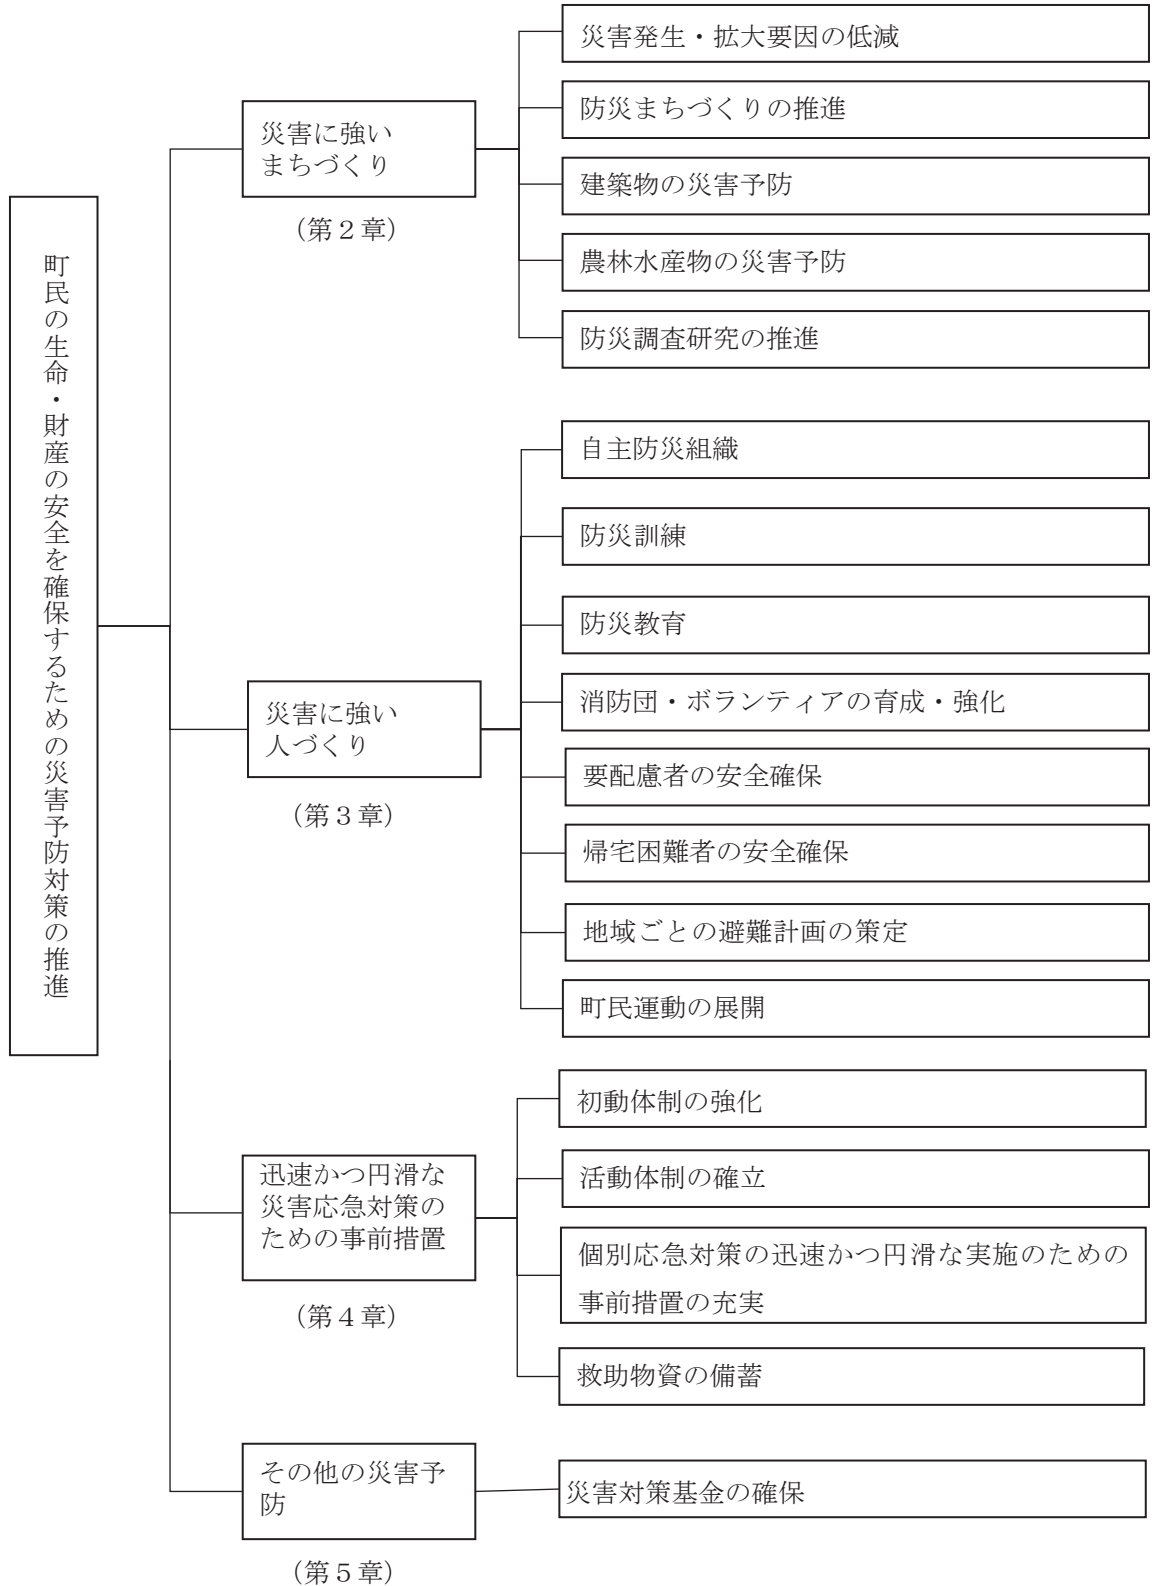 町民の生命・財産の安全を確保するための災害予防対策の推進
災害に強い
まちづくり
（第２章）
災害発生・拡大要因の低減
防災まちづくりの推進
建築物の災害予防
農林水産物の災害予防
防災調査研究の推進
災害に強い
人づくり
（第３章）
自主防災組織
防災訓練
防災教育
消防団・ボランティアの育成・強化
要配慮者の安全確保
帰宅困難者の安全確保
地域ごとの避難計画の策定
町民運動の展開
迅速かつ円滑な
災害応急対策の
ための事前措置
（第４章）
初動体制の強化
活動体制の確立
個別応急対策の迅速かつ円滑な実施のための
事前措置の充実
救助物資の備蓄
その他の災害予
防
（第５章）
災害対策基金の確保